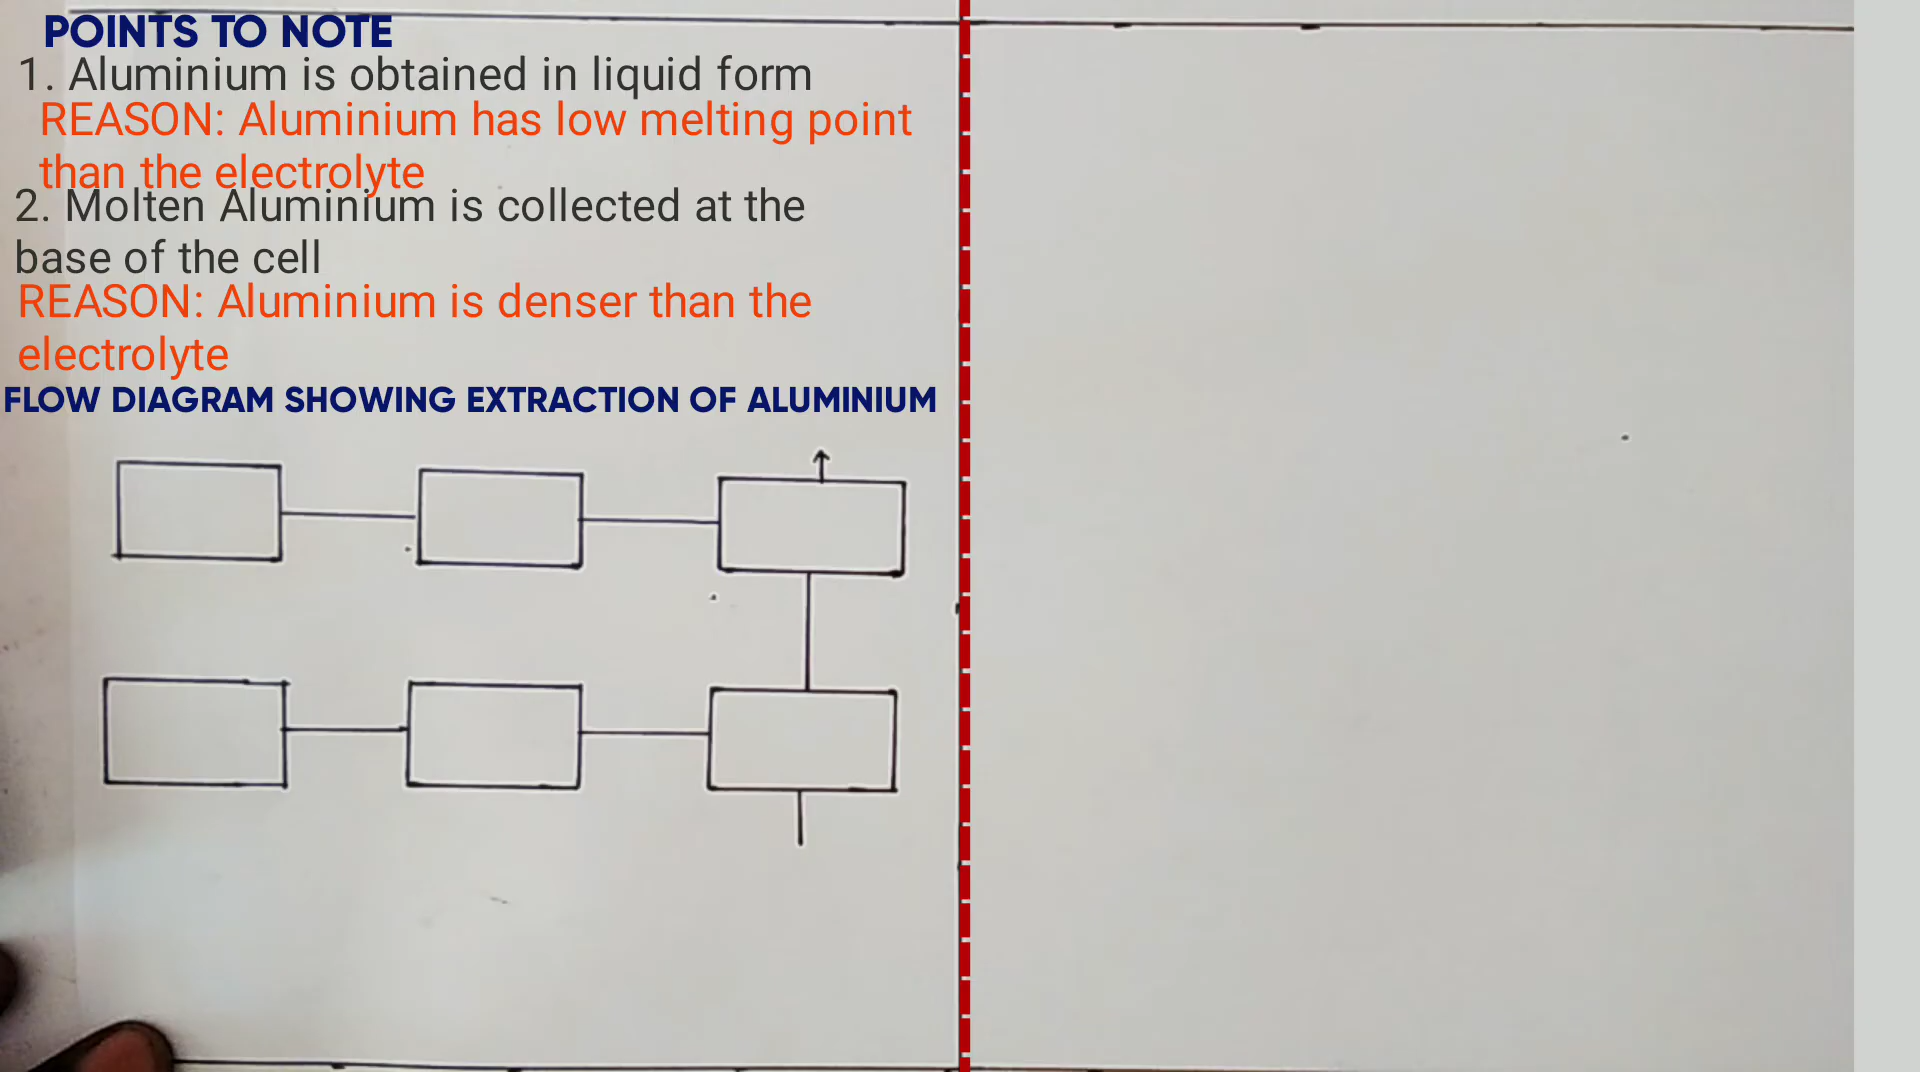 POINTS TO NOTE
1. Aluminium is obtained in liquid form
REASON: Aluminium has low melting point
than the electrolyte
2. Molten Aluminium is collected at the
base of the cell
REASON: Aluminium is denser than the
electrolyte
FLOW DIAGRAM SHOWING EXTRACTION OF ALUMINIUM